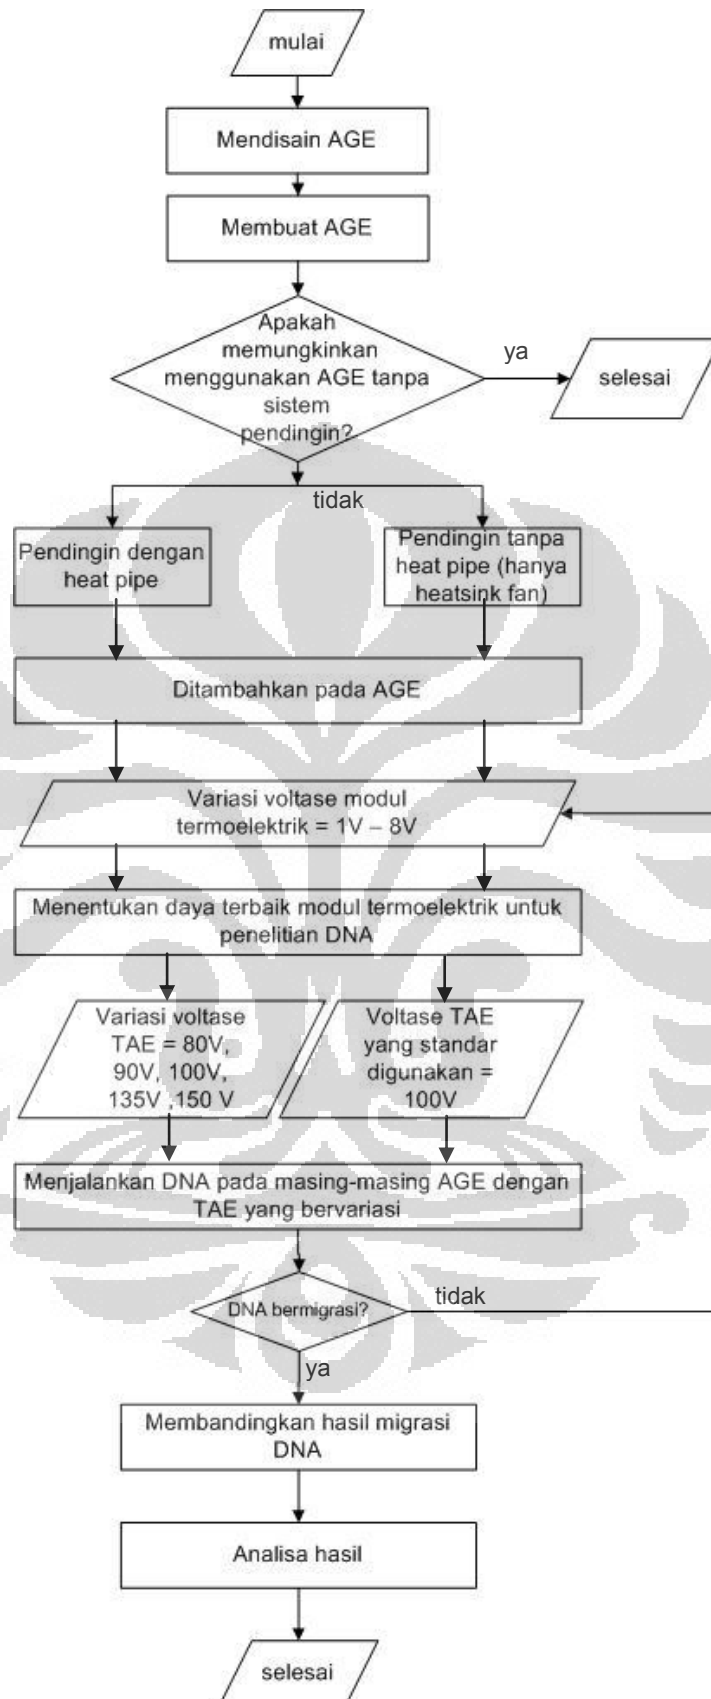 mulai
Mendisain AGE
Membuat AGE
Apakah
memungkinkan
menggunakan AGE tanpa
sistem
pendingin?
ya
selesai
tidak
Pendingin dengan
heat pipe
Pendingin tanpa
heat pipe (hanya
heatsink fan)
Ditambahkan pada AGE
Variasi voltase modul
termoelektrik = 1V – 8V
Menentukan daya terbaik modul termoelektrik untuk
penelitian DNA
Variasi voltase
TAE = 80V,
90V, 100V,
135V ,150 V
Voltase TAE
yang standar
digunakan =
100V
Menjalankan DNA pada masing-masing AGE dengan
TAE yang bervariasi
DNA bermigrasi?
tidak
ya
Membandingkan hasil migrasi
DNA
Analisa hasil
selesai